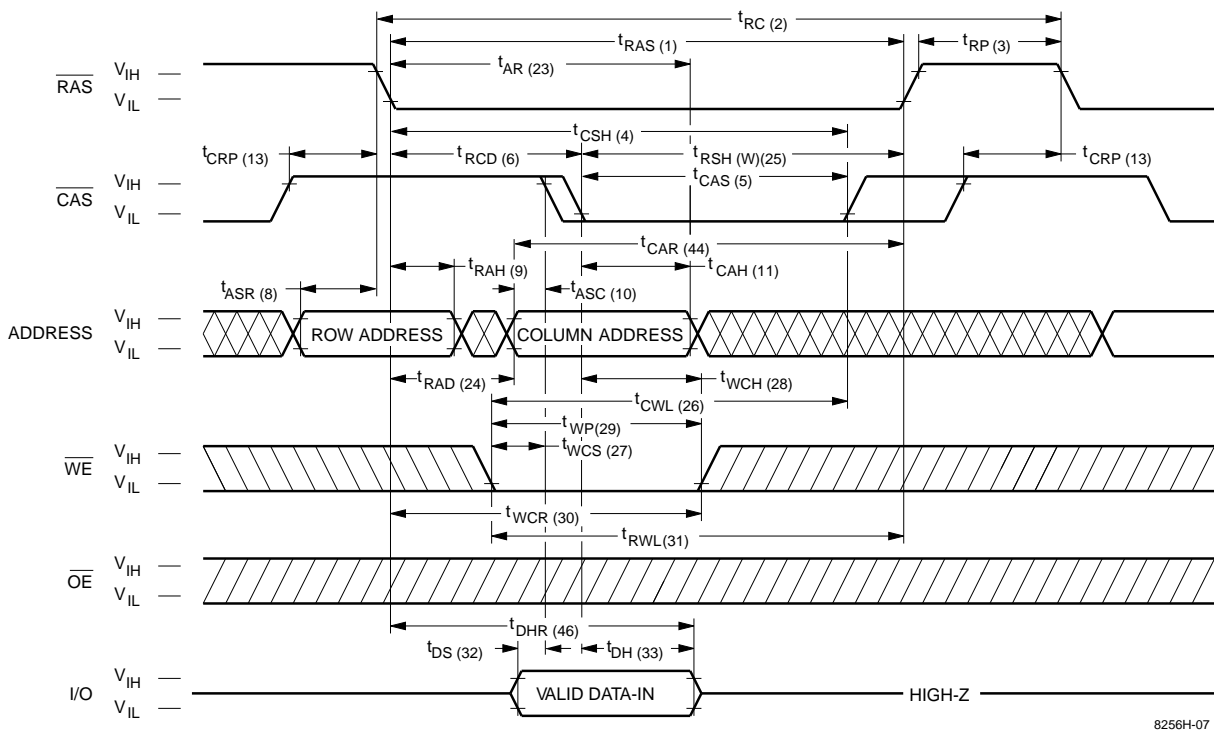 tRC (2)
tRAS (1)
tRP (3)
tAR (23)
RAS
VIH
VIL
tCSH (4)
tCRP (13)
tRCD (6)
tRSH (W)(25)
tCRP (13)
tCAS (5)
CAS
VIH
VIL
tCAR (44)
tRAH (9)
tCAH (11)
tASR (8)
tASC (10)
ADDRESS
VIH
VIL
ROW ADDRESS
COLUMN ADDRESS
tRAD (24)
tWCH (28)
tCWL (26)
tWP(29)
tWCS (27)
WE
VIH
VIL
tWCR (30)
tRWL(31)
OE
VIH
VIL
tDHR (46)
tDS (32)
tDH (33)
I/O
VIH
VIL
VALID DATA-IN
HIGH-Z
8256H-07